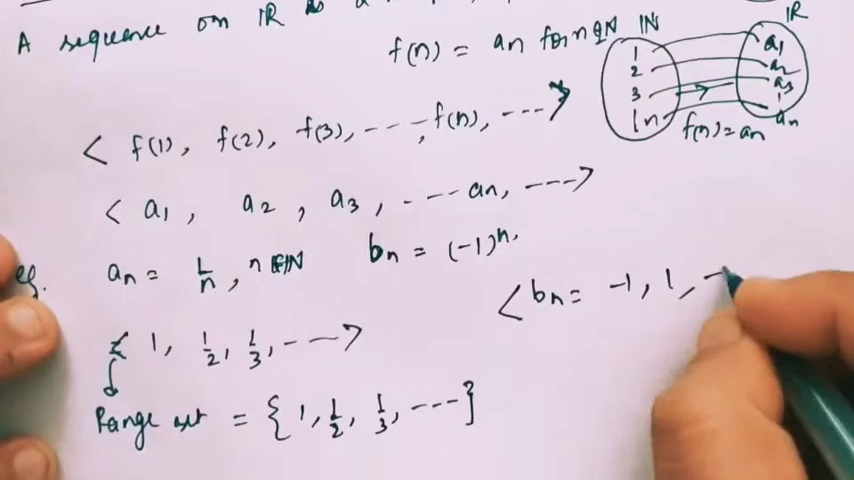 A sequence on IR is a
f(n) = an for n ∈ IN
IN
IR
1
2
3
n
a1
a2
a3
an
f(n) = an
< f(1), f(2), f(3), ----, f(n), ---->
< a1, a2, a3, ---- an, ---->
eg. an = 1/n, n ∈ IN bn = (-1)^n.
<bn = -1, 1, -
< 1, 1/2, 1/3, ---->
Range set = {1, 1/2, 1/3, ----}